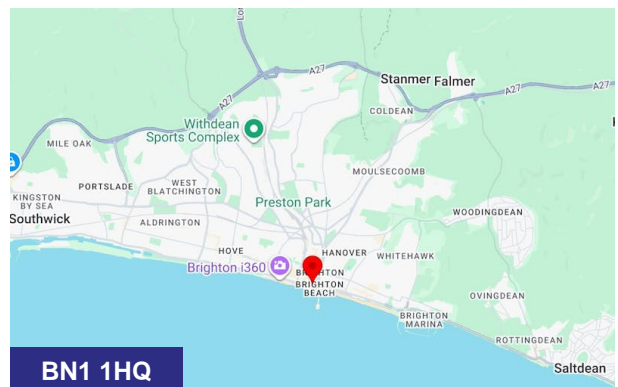 Lon
A27
A27
Stanmer
Falmer
A27
A27
COLDEAN
Withdean
Sports Complex
MILE OAK
MOULSECOOMB
PORTSLADE
WEST
BLATCHINGTON
Preston Park
KINGSTON
BY SEA
Southwick
ALDRINGTON
WOODINGDEAN
HOVE
HANOVER
WHITEHAWK
Brighton i360
BRIGHTON
BRIGHTON
BEACH
OVINGDEAN
BRIGHTON
MARINA
ROTTINGDEAN
Saltdean
BN1 1HQ